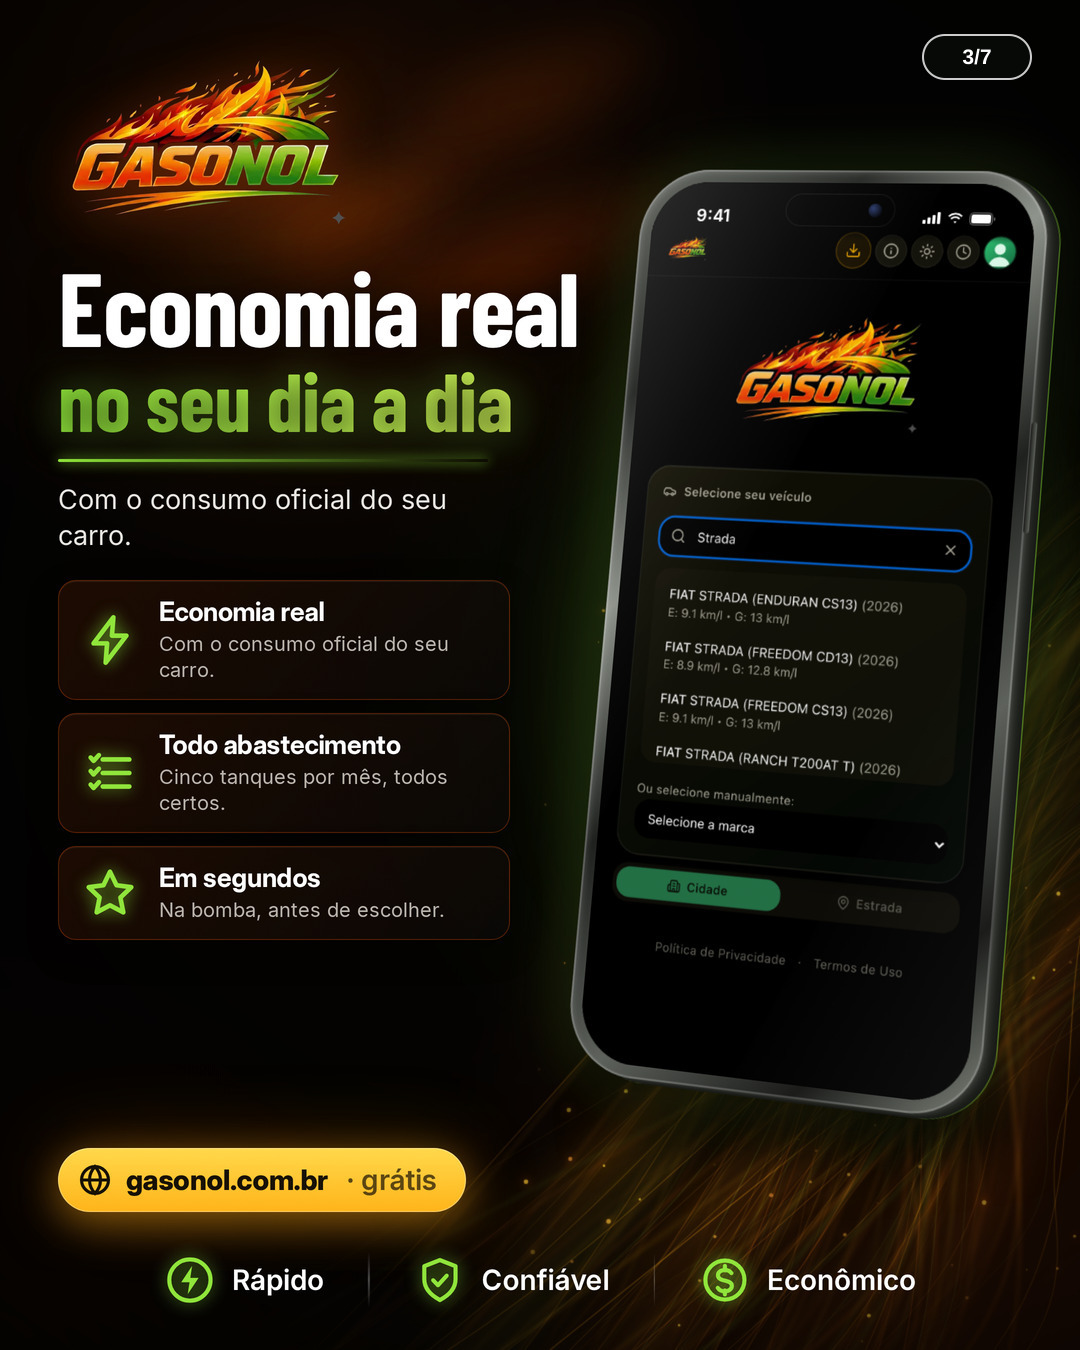 3/7
GASONOL
Economia real
no seu dia a dia
Com o consumo oficial do seu
carro.
Economia real
Com o consumo oficial do seu
carro.
Todo abastecimento
Cinco tanques por mês, todos
certos.
Em segundos
Na bomba, antes de escolher.
9:41
GASONOL
GASONOL
Selecione seu veículo
Strada
FIAT STRADA (ENDURAN CS13) (2026)
E: 9.1 km/l • G: 13 km/l
FIAT STRADA (FREEDOM CD13) (2026)
E: 8.9 km/l • G: 12.8 km/l
FIAT STRADA (FREEDOM CS13) (2026)
E: 9.1 km/l • G: 13 km/l
FIAT STRADA (RANCH T200AT T) (2026)
Ou selecione manualmente:
Selecione a marca
Cidade
Estrada
Política de Privacidade · Termos de Uso
gasonol.com.br · grátis
Rápido
Confiável
Econômico